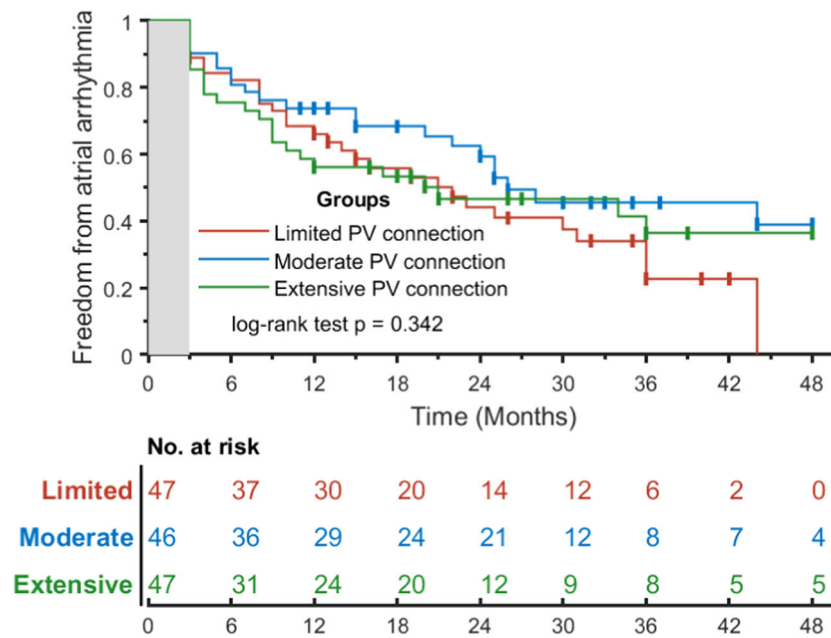 Freedom from atrial arrhythmia
1
0.8
0.6
0.4
0.2
0
Groups
Limited PV connection
Moderate PV connection
Extensive PV connection
log-rank test p = 0.342
0 6 12 18 24 30 36 42 48
Time (Months)
No. at risk
Limited 47 37 30 20 14 12 6 2 0
Moderate 46 36 29 24 21 12 8 7 4
Extensive 47 31 24 20 12 9 8 5 5
0 6 12 18 24 30 36 42 48